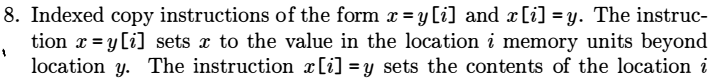 8. Indexed copy instructions of the form x = y[i] and x[i] = y. The instruc-
tion x = y[i] sets x to the value in the location i memory units beyond
location y. The instruction x[i] = y sets the contents of the location i